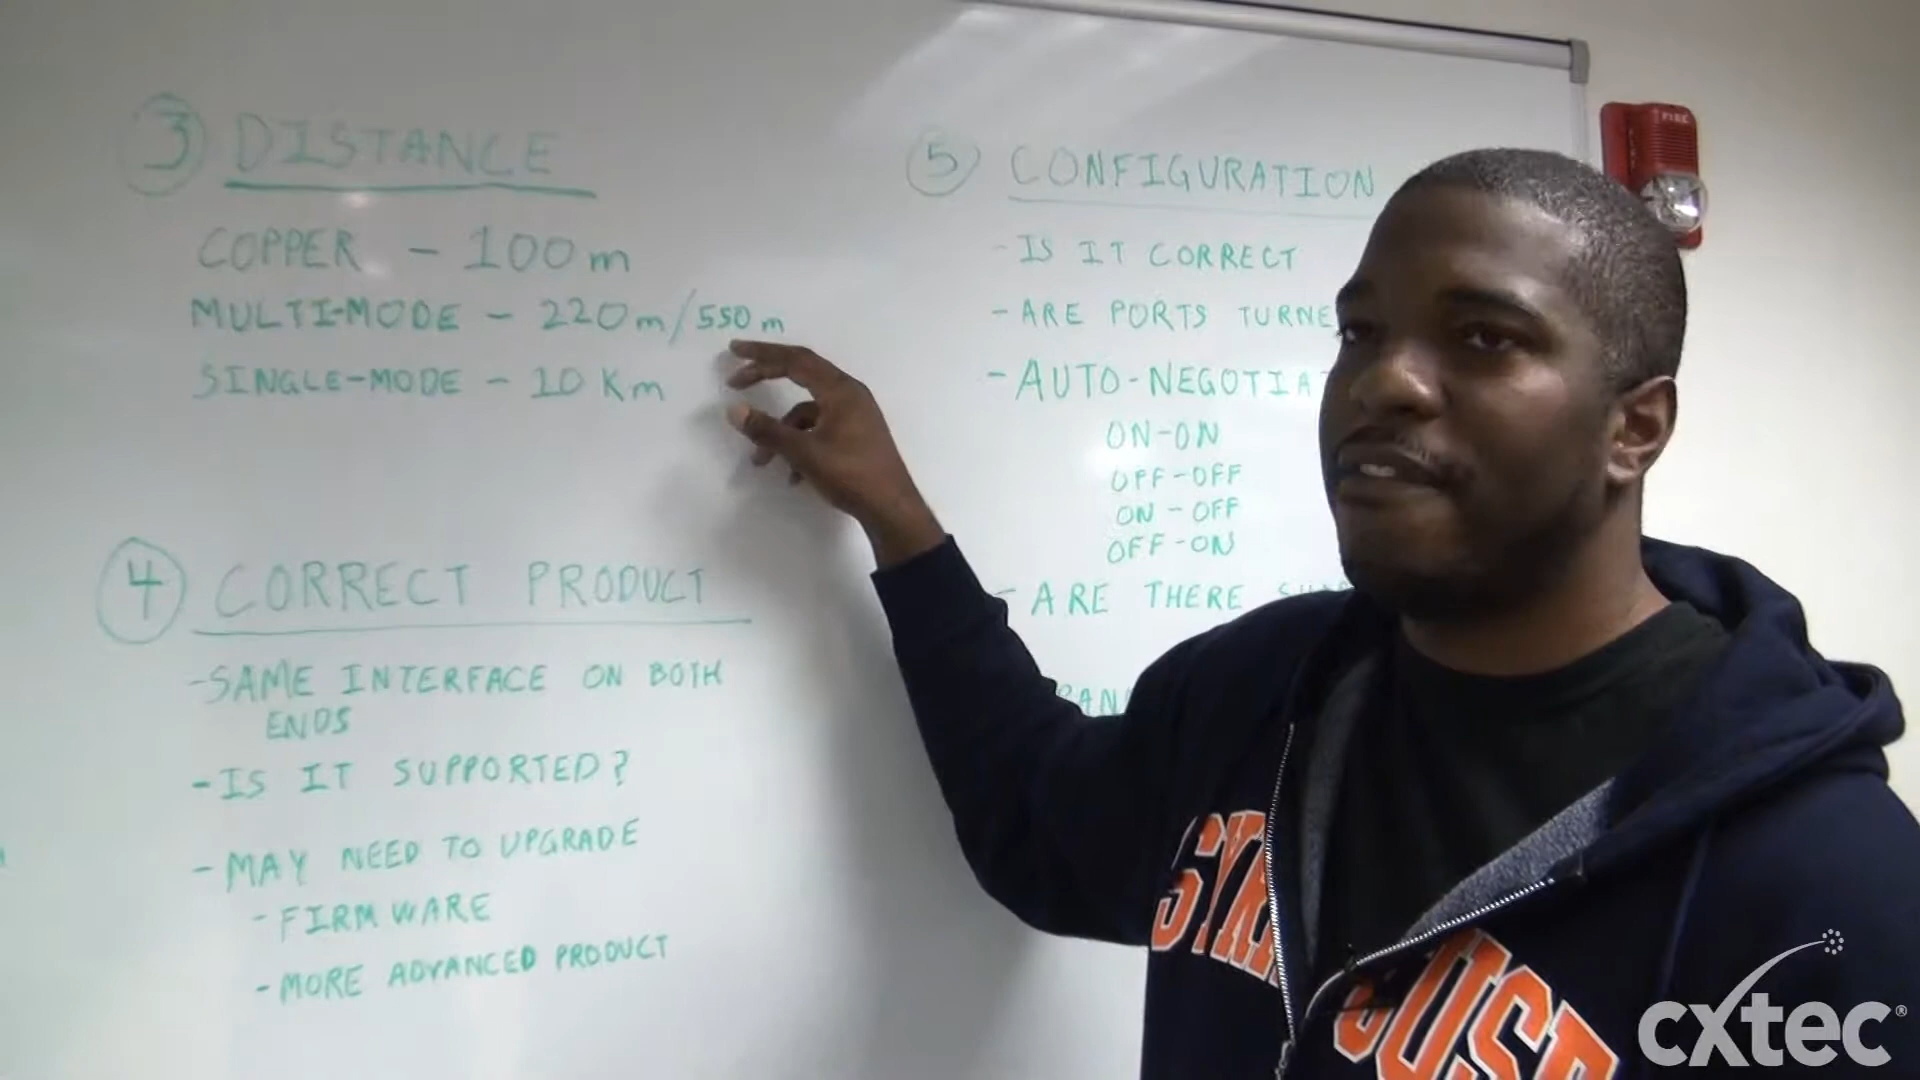 3 DISTANCE
COPPER - 100m
MULTI-MODE - 220m/550m
SINGLE-MODE - 10 Km
4 CORRECT PRODUCT
-SAME INTERFACE ON BOTH
ENDS
-IS IT SUPPORTED?
- MAY NEED TO UPGRADE
- FIRMWARE
- MORE ADVANCED PRODUCT
5 CONFIGURATION
- IS IT CORRECT
- ARE PORTS
- AUTO-
ON-ON
OFF-OFF
ON-OFF
OFF-ON
- ARE THERE
FIRE
cxtec®